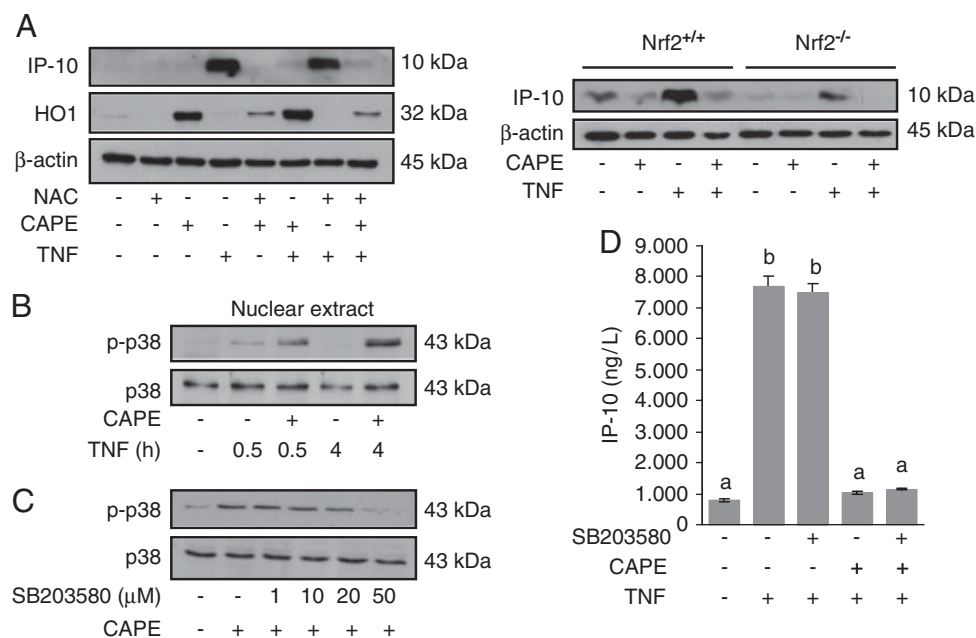 A
IP-10 10 kDa
HO1 32 kDa
β-actin 45 kDa
NAC - + - - + - + +
CAPE - - + - + + - +
TNF - - - + - + + +
Nrf2+/+ Nrf2-/-
IP-10 10 kDa
β-actin 45 kDa
CAPE - + - + - + - +
TNF - - + + - - + +
B
Nuclear extract
p-p38 43 kDa
p38 43 kDa
CAPE - - + - +
TNF (h) - 0.5 0.5 4 4
C
p-p38 43 kDa
p38 43 kDa
SB203580 (μM) - - 1 10 20 50
CAPE - + + + + +
D
IP-10 (ng/L)
9.000
8.000
7.000
6.000
5.000
4.000
3.000
2.000
1.000
0
a b b a a
SB203580 - - + - +
CAPE - - - + +
TNF - + + + +